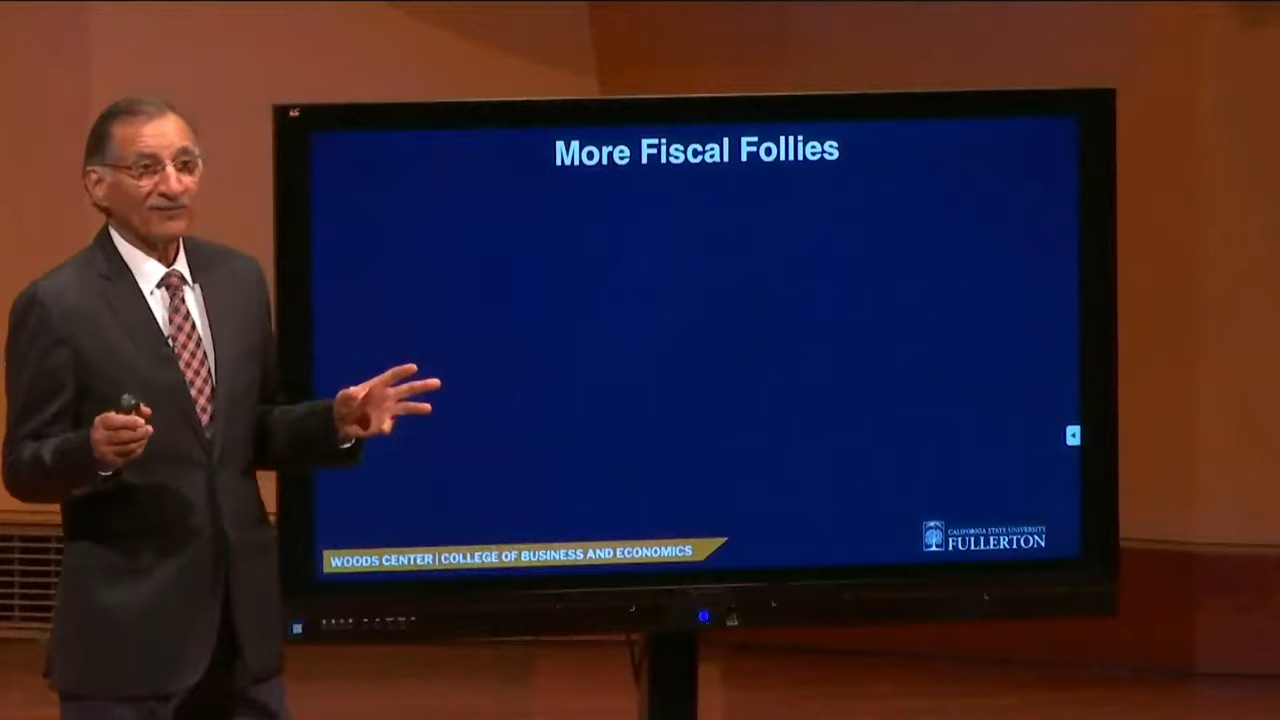 More Fiscal Follies
WOODS CENTER | COLLEGE OF BUSINESS AND ECONOMICS
CALIFORNIA STATE UNIVERSITY
FULLERTON